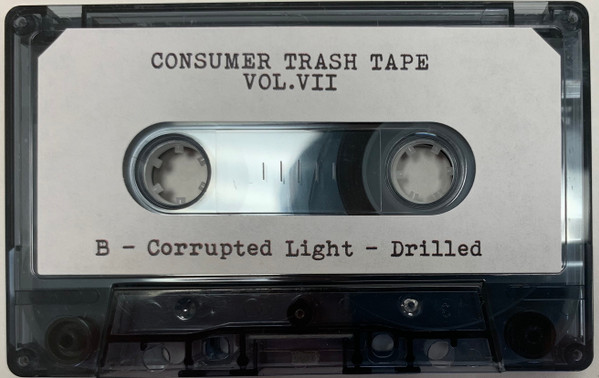 CONSUMER TRASH TAPE
VOL.VII
B - Corrupted Light - Drilled